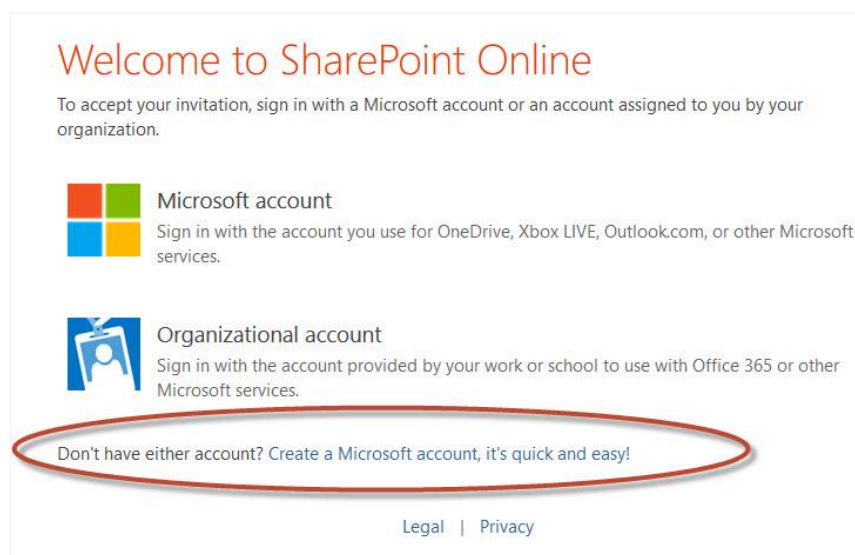 Welcome to SharePoint Online
To accept your invitation, sign in with a Microsoft account or an account assigned to you by your
organization.
Microsoft account
Sign in with the account you use for OneDrive, Xbox LIVE, Outlook.com, or other Microsoft
services.
Organizational account
Sign in with the account provided by your work or school to use with Office 365 or other
Microsoft services.
Don't have either account? Create a Microsoft account, it's quick and easy!
Legal | Privacy